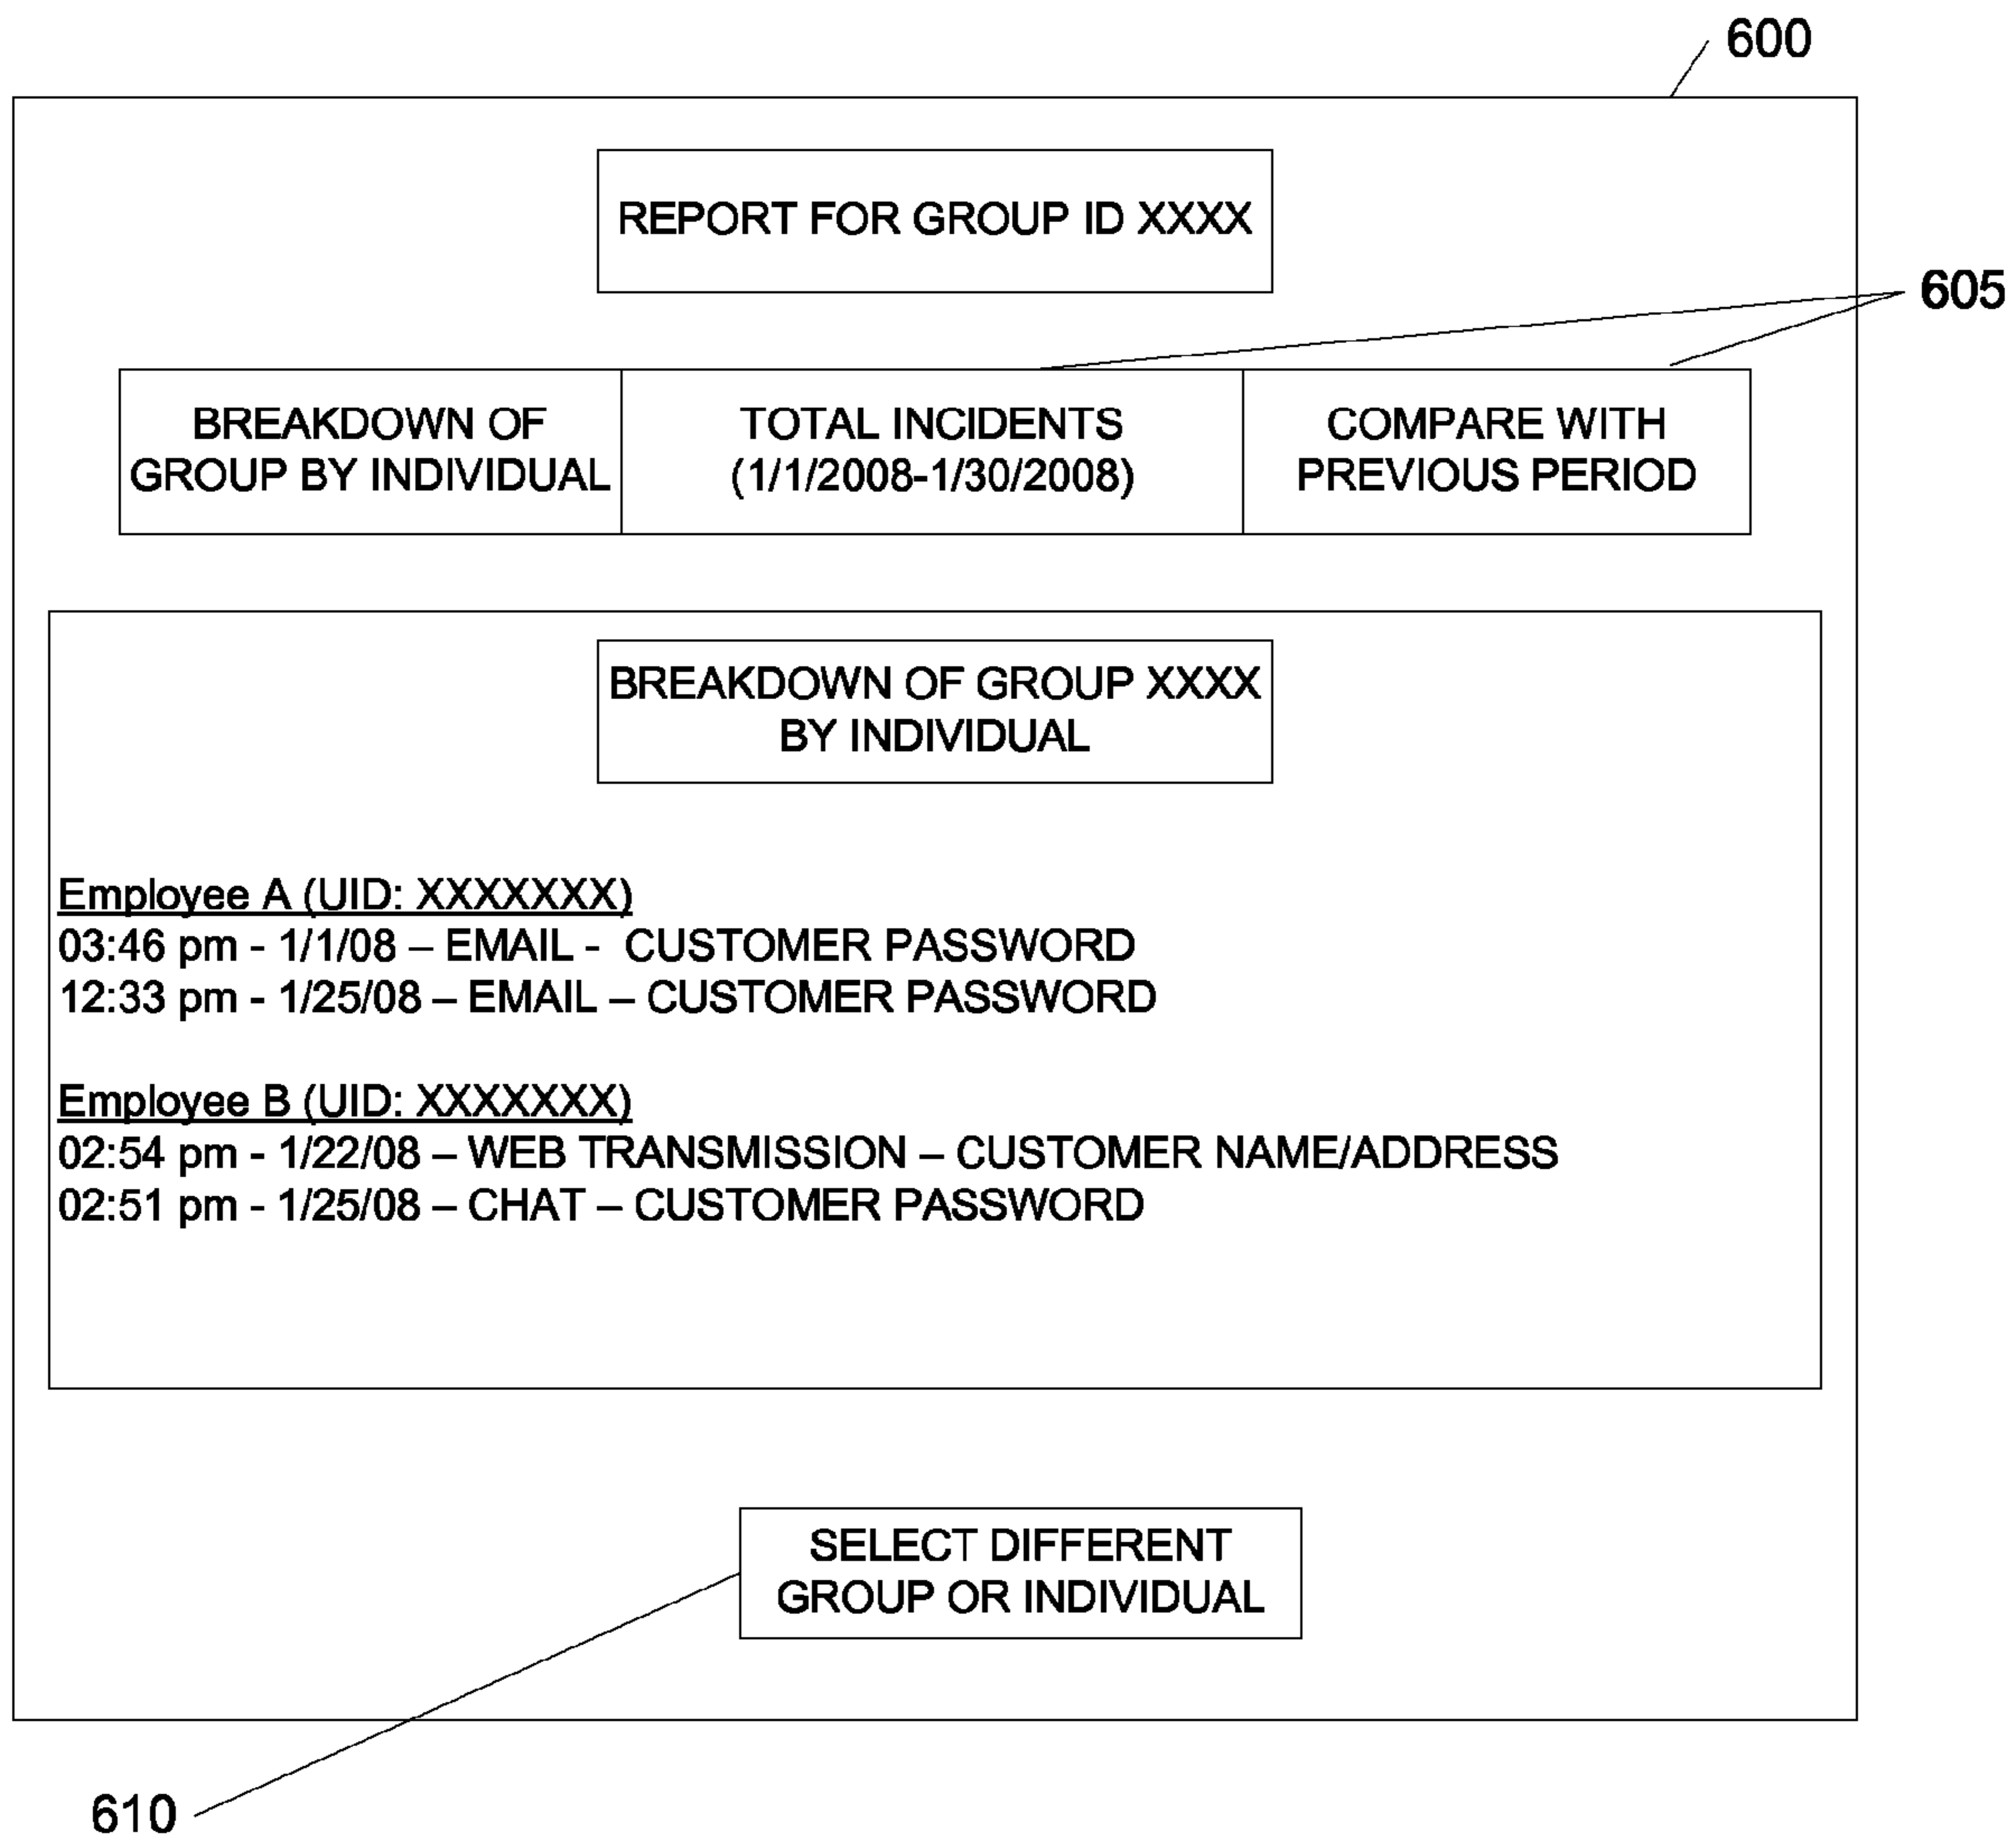 600
REPORT FOR GROUP ID XXXX
605
BREAKDOWN OF
GROUP BY INDIVIDUAL
TOTAL INCIDENTS
(1/1/2008-1/30/2008)
COMPARE WITH
PREVIOUS PERIOD
BREAKDOWN OF GROUP XXXX
BY INDIVIDUAL
Employee A (UID: XXXXXXX)
03:46 pm - 1/1/08 – EMAIL -  CUSTOMER PASSWORD
12:33 pm - 1/25/08 – EMAIL – CUSTOMER PASSWORD
Employee B (UID: XXXXXXX)
02:54 pm - 1/22/08 – WEB TRANSMISSION – CUSTOMER NAME/ADDRESS
02:51 pm - 1/25/08 – CHAT – CUSTOMER PASSWORD
SELECT DIFFERENT
GROUP OR INDIVIDUAL
610